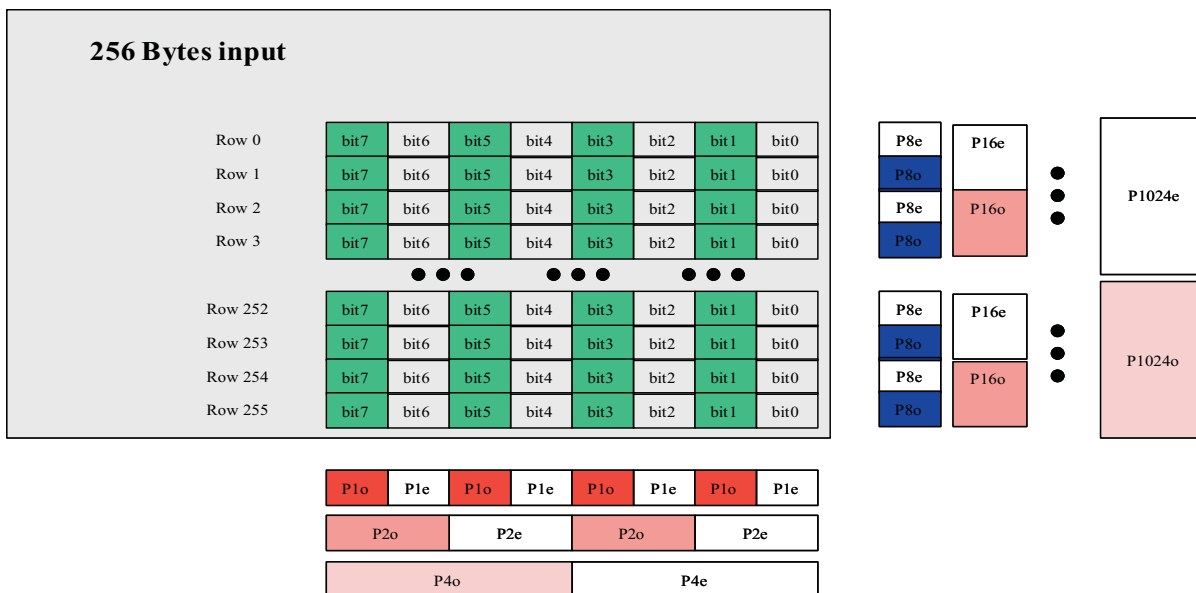 256 Bytes input
Row 0 bit7 bit6 bit5 bit4 bit3 bit2 bit1 bit0 P8e P16e
Row 1 bit7 bit6 bit5 bit4 bit3 bit2 bit1 bit0 P8o
P1024e
Row 2 bit7 bit6 bit5 bit4 bit3 bit2 bit1 bit0 P8e P16o
Row 3 bit7 bit6 bit5 bit4 bit3 bit2 bit1 bit0 P8o
Row 252 bit7 bit6 bit5 bit4 bit3 bit2 bit1 bit0 P8e P16e
Row 253 bit7 bit6 bit5 bit4 bit3 bit2 bit1 bit0 P8o
P1024o
Row 254 bit7 bit6 bit5 bit4 bit3 bit2 bit1 bit0 P8e P16o
Row 255 bit7 bit6 bit5 bit4 bit3 bit2 bit1 bit0 P8o
P1o P1e P1o P1e P1o P1e P1o P1e
P2o P2e P2o P2e
P4o P4e